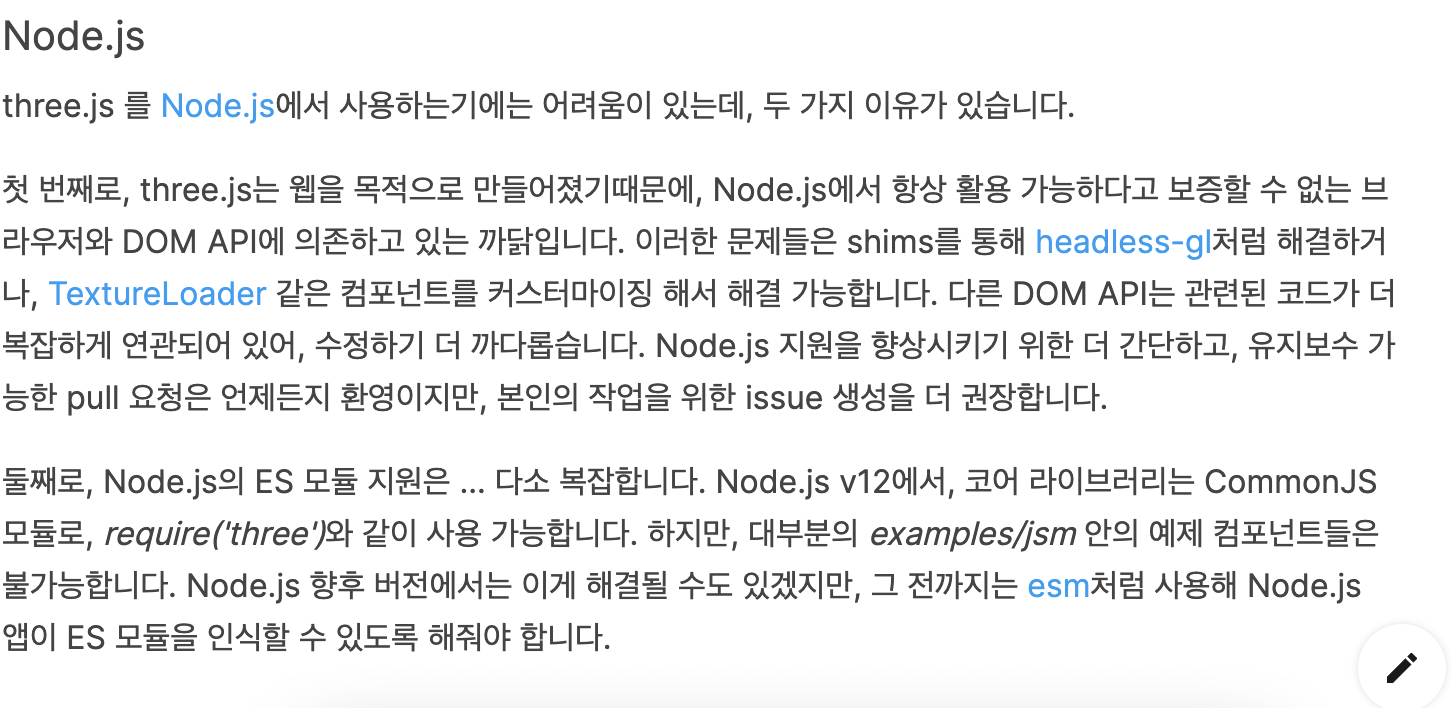 Node.js
three.js 를 Node.js에서 사용하는기에는 어려움이 있는데, 두 가지 이유가 있습니다.
첫 번째로, three.js는 웹을 목적으로 만들어졌기때문에, Node.js에서 항상 활용 가능하다고 보증할 수 없는 브
라우저와 DOM API에 의존하고 있는 까닭입니다. 이러한 문제들은 shims를 통해 headless-gl처럼 해결하거
나, TextureLoader 같은 컴포넌트를 커스터마이징 해서 해결 가능합니다. 다른 DOM API는 관련된 코드가 더
복잡하게 연관되어 있어, 수정하기 더 까다롭습니다. Node.js 지원을 향상시키기 위한 더 간단하고, 유지보수 가
능한 pull 요청은 언제든지 환영이지만, 본인의 작업을 위한 issue 생성을 더 권장합니다.
둘째로, Node.js의 ES 모듈 지원은 ... 다소 복잡합니다. Node.js v12에서, 코어 라이브러리는 CommonJS
모듈로, require('three')와 같이 사용 가능합니다. 하지만, 대부분의 examples/jsm 안의 예제 컴포넌트들은
불가능합니다. Node.js 향후 버전에서는 이게 해결될 수도 있겠지만, 그 전까지는 esm처럼 사용해 Node.js
앱이 ES 모듈을 인식할 수 있도록 해줘야 합니다.